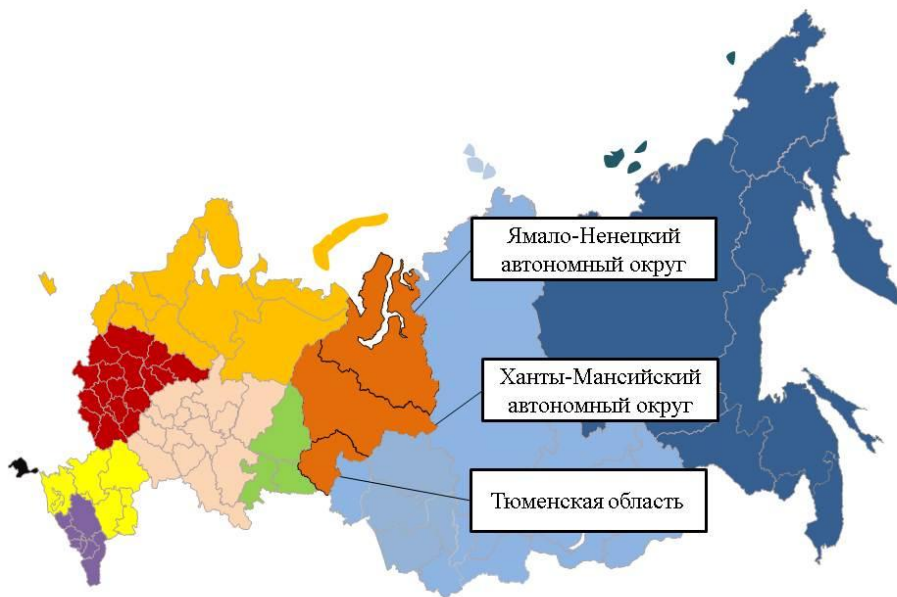 Ямало-Ненецкий
автономный округ
Ханты-Мансийский
автономный округ
Тюменская область